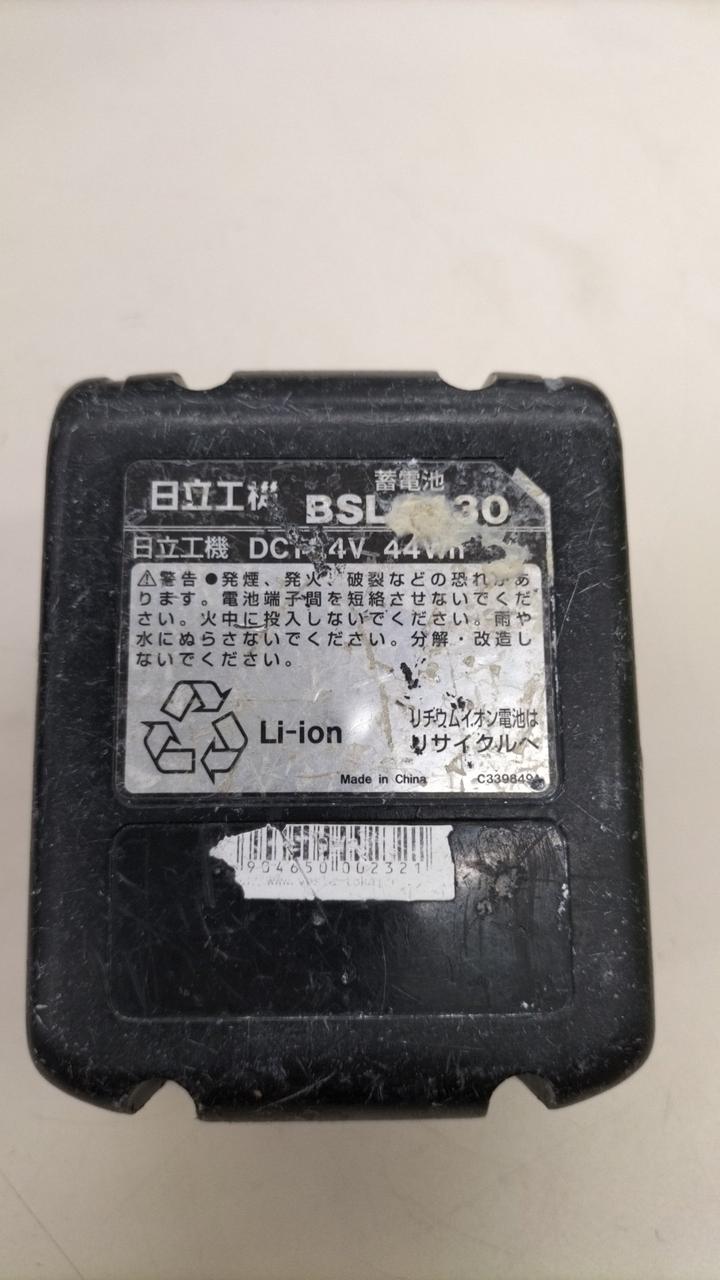 蓄電池
日立工機
日立工機 44Wh
⚠警告●発煙、発火、破裂などの恐れがあ
ります。電池端子間を短絡させないでくだ
さい。火中に投入しないでください。雨や
水にぬらさないでください。分解・改造し
ないでください。
Li-ion
リチウムイオン電池は
リサイクルへ
Made in China